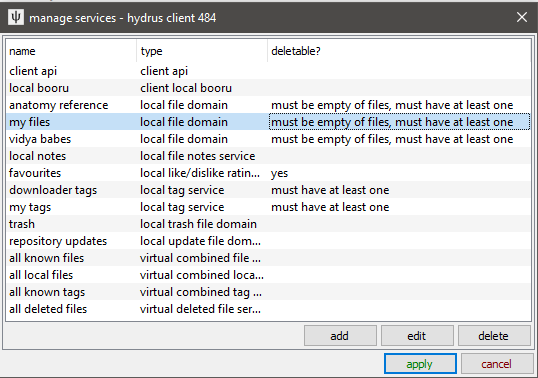 manage services - hydrus client 484
name type deletable?
client api client api
local booru client local booru
anatomy reference local file domain must be empty of files, must have at least one
my files local file domain must be empty of files, must have at least one
vidya babes local file domain must be empty of files, must have at least one
local notes local file notes service
favourites local like/dislike ratin... yes
downloader tags local tag service must have at least one
my tags local tag service must have at least one
trash local trash file domain
repository updates local update file dom...
all known files virtual combined file ...
all local files virtual combined loca...
all known tags virtual combined tag ...
all deleted files virtual deleted file ser...
add edit delete
apply cancel